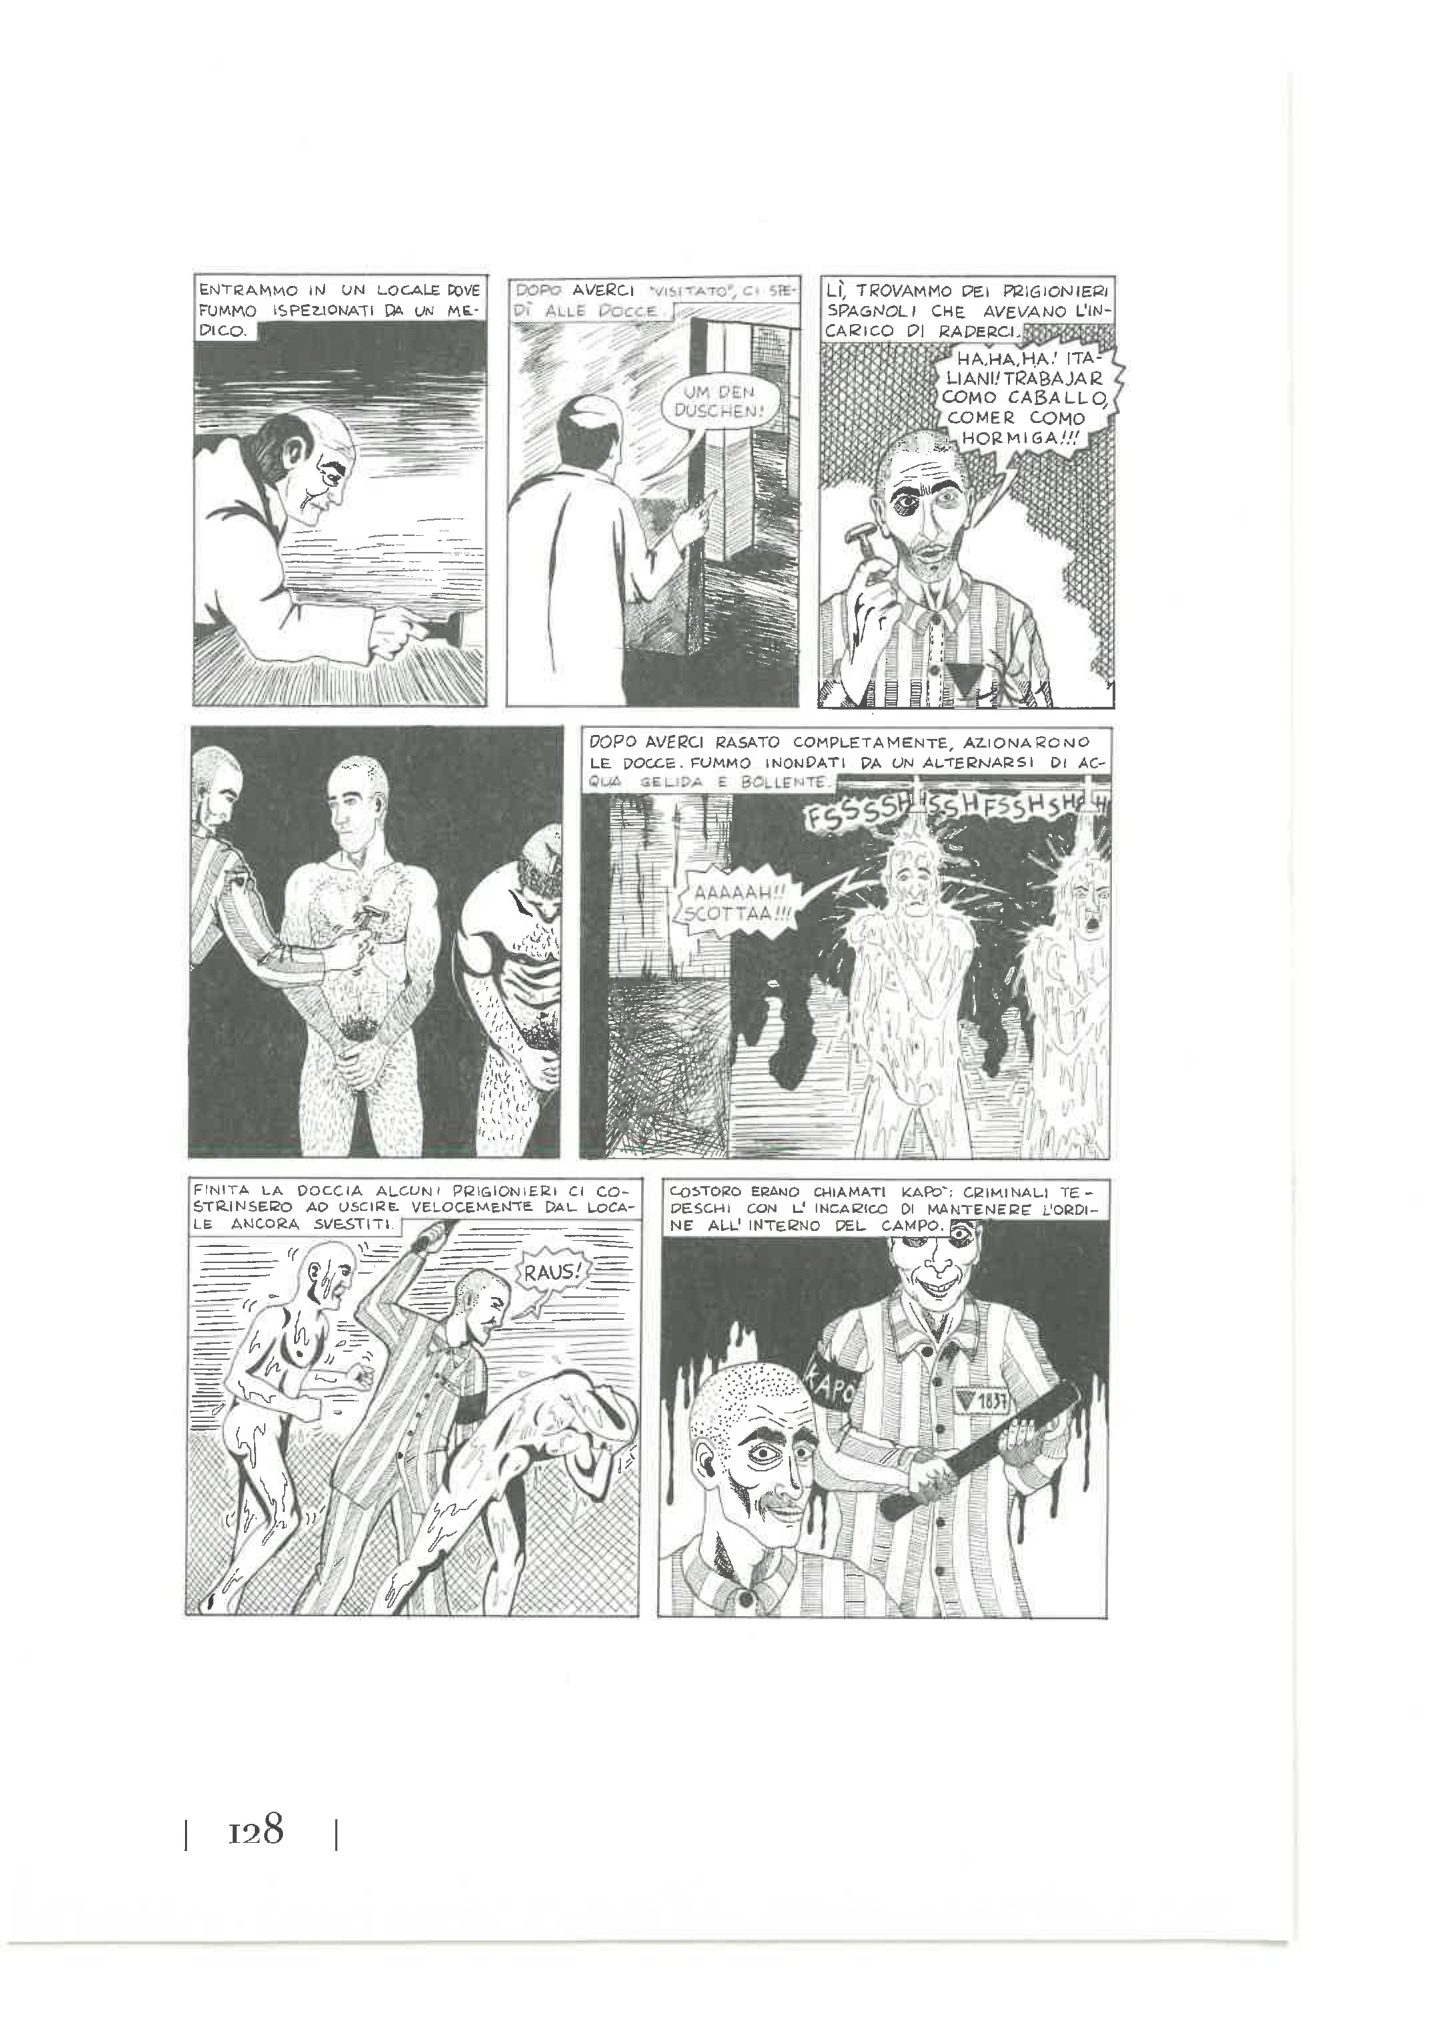 ENTRAMMO IN UN LOCALE DOVE
FUMMO ISPEZIONATI DA UN ME-
DICO.
DOPO AVERCI "VISITATO", CI SPE-
DÌ ALLE DOCCE.
UM DEN
DUSCHEN!
LÌ, TROVAMMO DEI PRIGIONIERI
SPAGNOLI CHE AVEVANO L'IN-
CARICO DI RADERCI.
HA, HA, HA! ITA-
LIANI! TRABAJAR
COMO CABALLO,
COMER COMO
HORMIGA!!!
DOPO AVERCI RASATO COMPLETAMENTE, AZIONARONO
LE DOCCE. FUMMO INONDATI DA UN ALTERNARSI DI AC-
QUA GELIDA E BOLLENTE.
FSSSSHHSSHFSSHSHHH
AAAAAH!!
SCOTTAA!!!
FINITA LA DOCCIA ALCUNI PRIGIONIERI CI CO-
STRINSERO AD USCIRE VELOCEMENTE DAL LOCA-
LE ANCORA SVESTITI.
RAUS!
COSTORO ERANO CHIAMATI KAPO': CRIMINALI TE-
DESCHI CON L'INCARICO DI MANTENERE L'ORDI-
NE ALL'INTERNO DEL CAMPO.
KAPO
1837
| 128 |